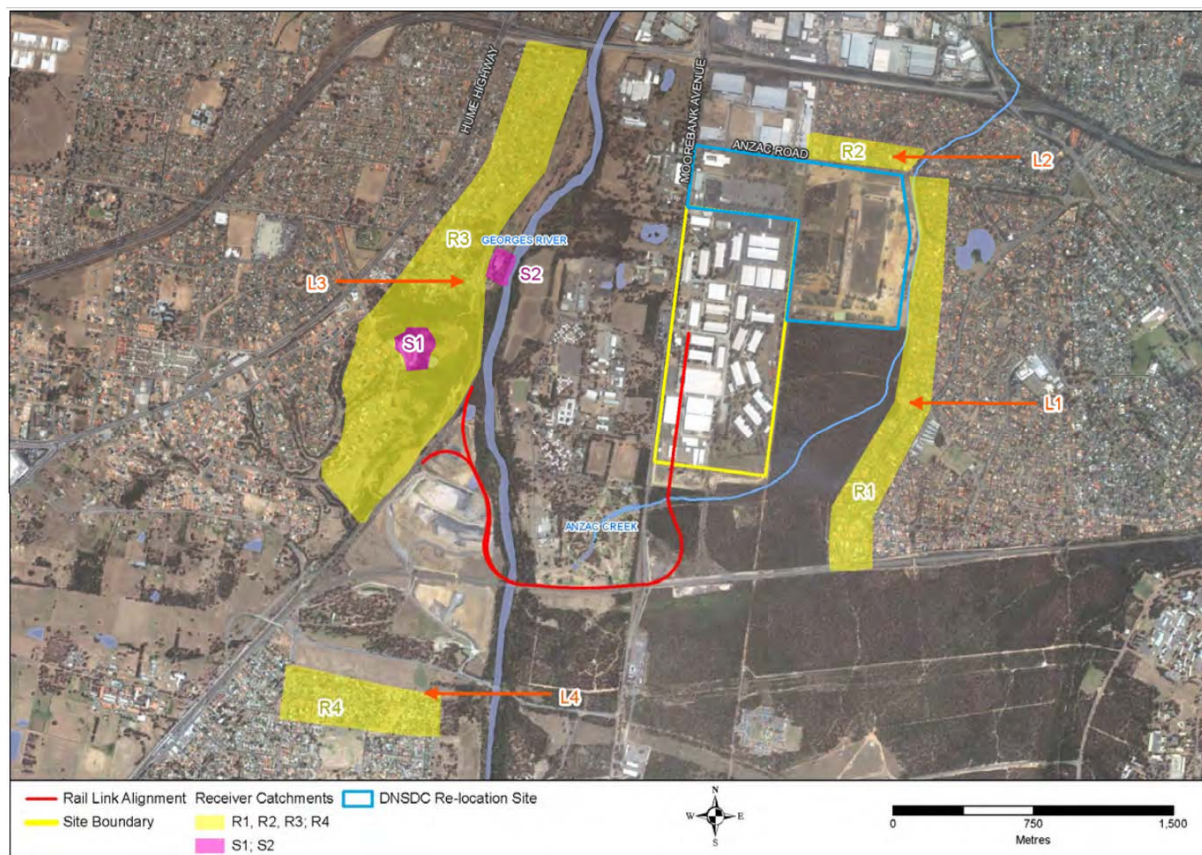 HUME HIGHWAY
MOOREBANK AVENUE
ANZAC ROAD
R2
L2
R3
GEORGES RIVER
S2
L3
S1
L1
R1
ANZAC CREEK
R4
L4
Rail Link Alignment
Site Boundary
Receiver Catchments
R1, R2, R3; R4
S1; S2
DNSDC Re-location Site
N
W E
S
0 750 1,500
Metres